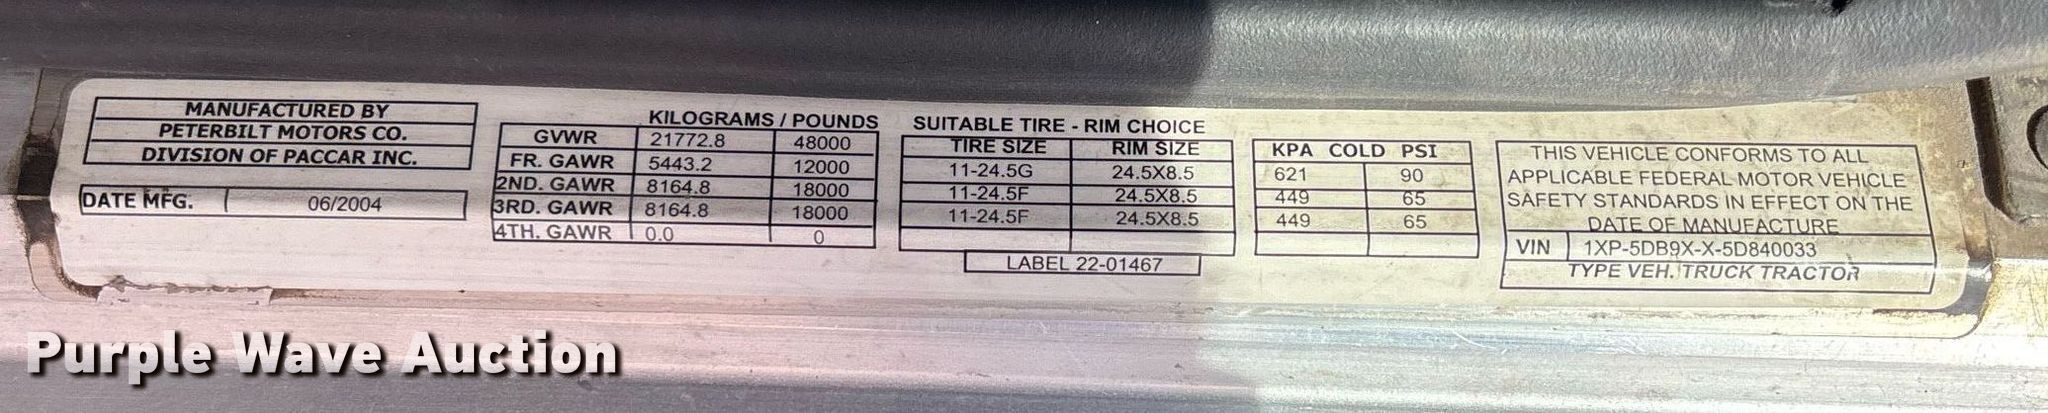 MANUFACTURED BY
PETERBILT MOTORS CO.
DIVISION OF PACCAR INC.
DATE MFG. 06/2004
KILOGRAMS / POUNDS
GVWR 21772.8 48000
FR. GAWR 5443.2 12000
2ND. GAWR 8164.8 18000
3RD. GAWR 8164.8 18000
4TH. GAWR 0.0 0
SUITABLE TIRE - RIM CHOICE
TIRE SIZE RIM SIZE
11-24.5G 24.5X8.5
11-24.5F 24.5X8.5
11-24.5F 24.5X8.5
LABEL 22-01467
KPA COLD PSI
621 90
449 65
449 65
THIS VEHICLE CONFORMS TO ALL
APPLICABLE FEDERAL MOTOR VEHICLE
SAFETY STANDARDS IN EFFECT ON THE
DATE OF MANUFACTURE
VIN 1XP-5DB9X-X-5D840033
TYPE VEH. TRUCK TRACTOR
Purple Wave Auction